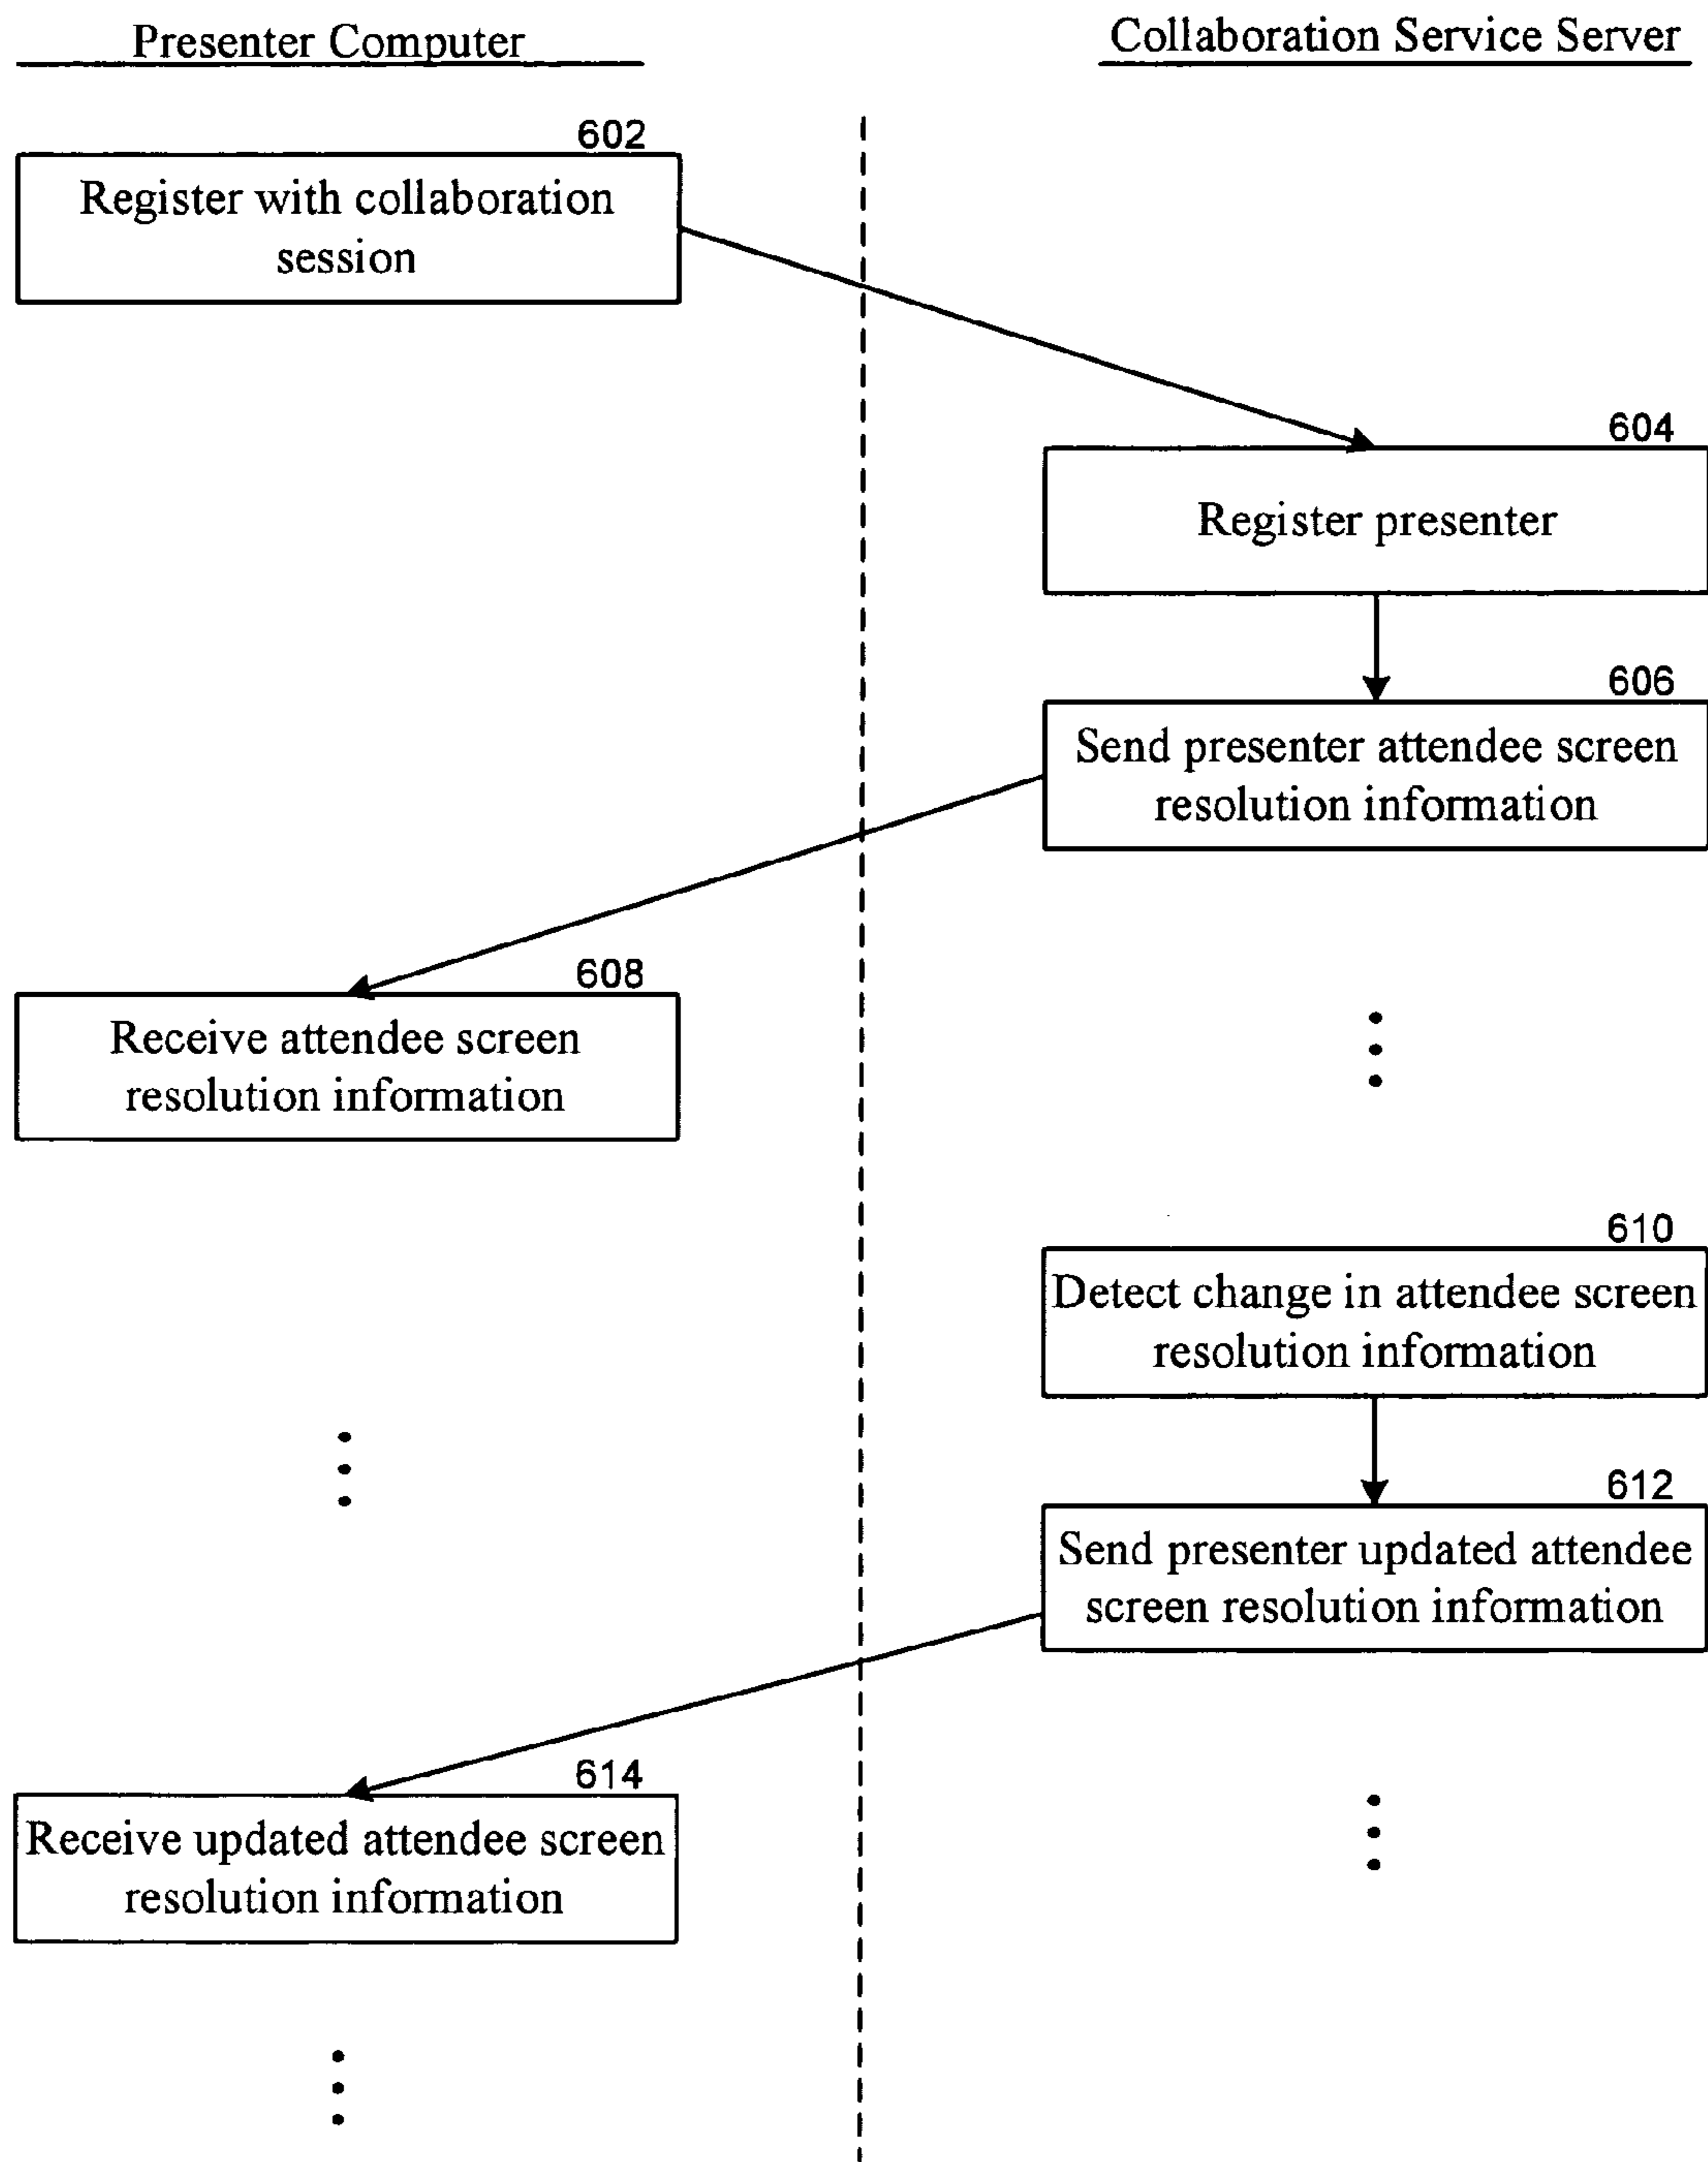 Presenter Computer
Collaboration Service Server
602
Register with collaboration
session
604
Register presenter
606
Send presenter attendee screen
resolution information
608
Receive attendee screen
resolution information
610
Detect change in attendee screen
resolution information
612
Send presenter updated attendee
screen resolution information
614
Receive updated attendee screen
resolution information